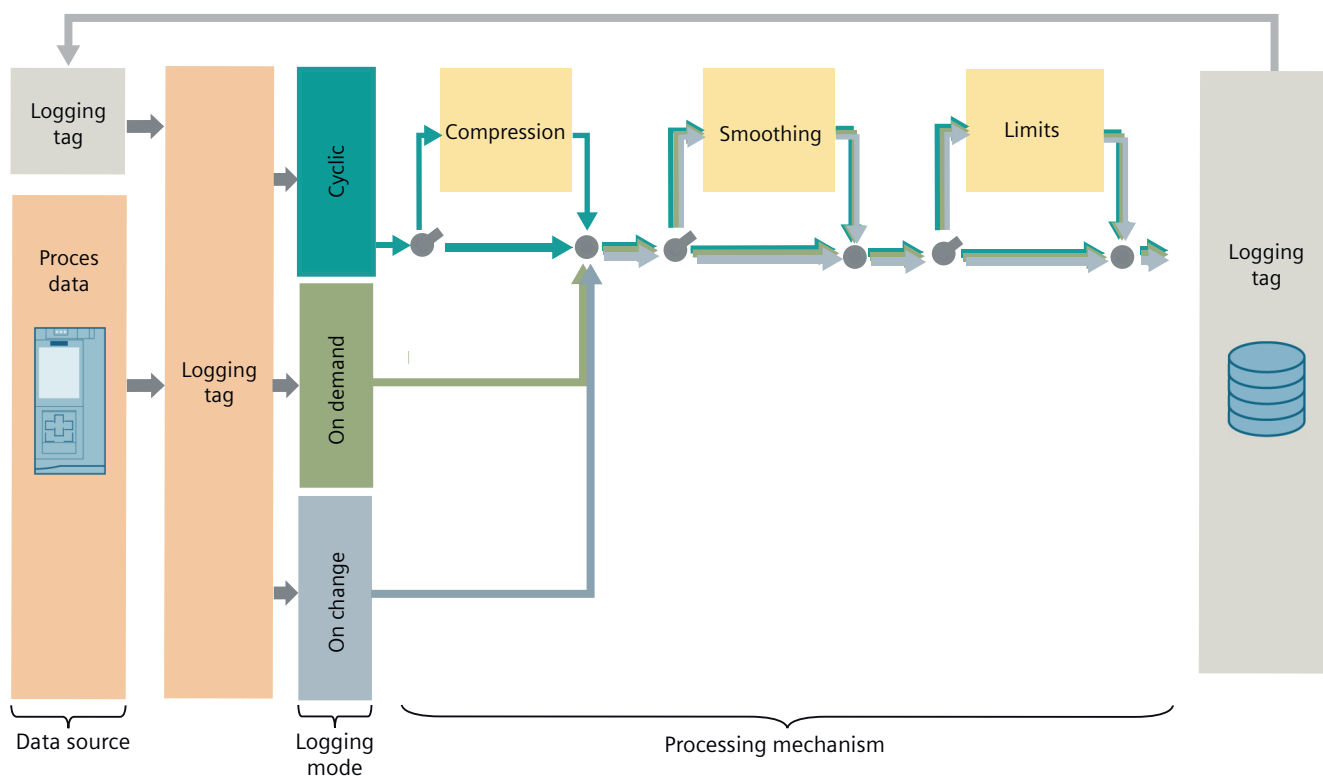 Logging
tag
Proces
data
Logging
tag
Cyclic
On demand
On change
Compression
Smoothing
Limits
Logging
tag
Data source
Logging
mode
Processing mechanism